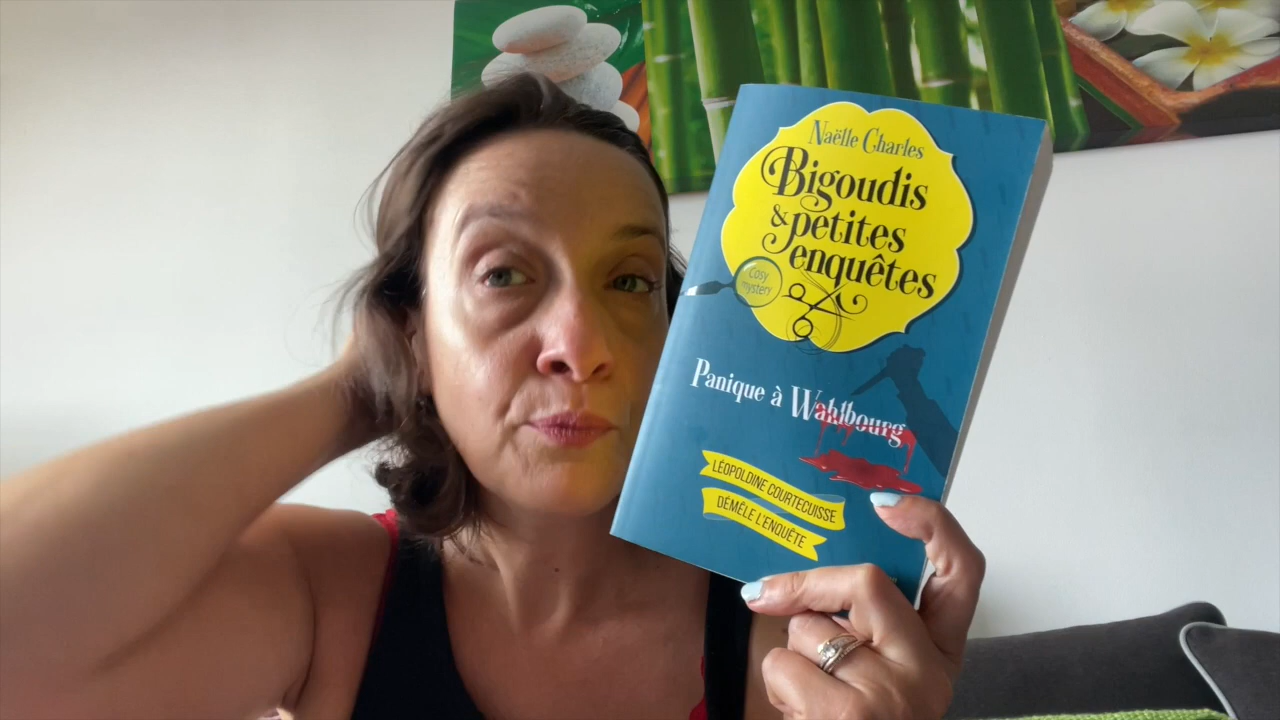 Naëlle Charles
Bigoudis
& petites
enquêtes
Cosy
mystery
Panique à Wahlbourg
LÉOPOLDINE COURTECUISSE
DÉMÊLE L'ENQUÊTE